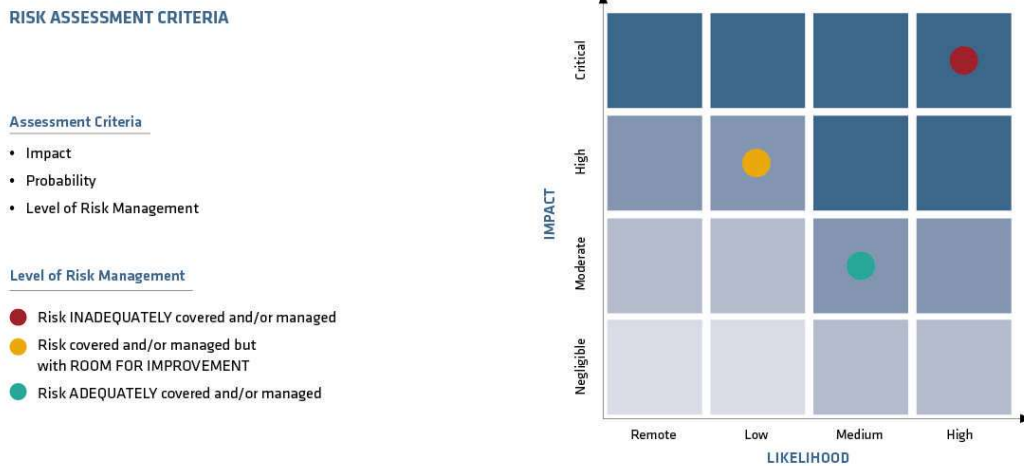 RISK ASSESSMENT CRITERIA
Assessment Criteria
• Impact
• Probability
• Level of Risk Management
Level of Risk Management
Risk INADEQUATELY covered and/or managed
Risk covered and/or managed but
with ROOM FOR IMPROVEMENT
Risk ADEQUATELY covered and/or managed
IMPACT
Critical
High
Moderate
Negligible
Remote
Low
Medium
High
LIKELIHOOD